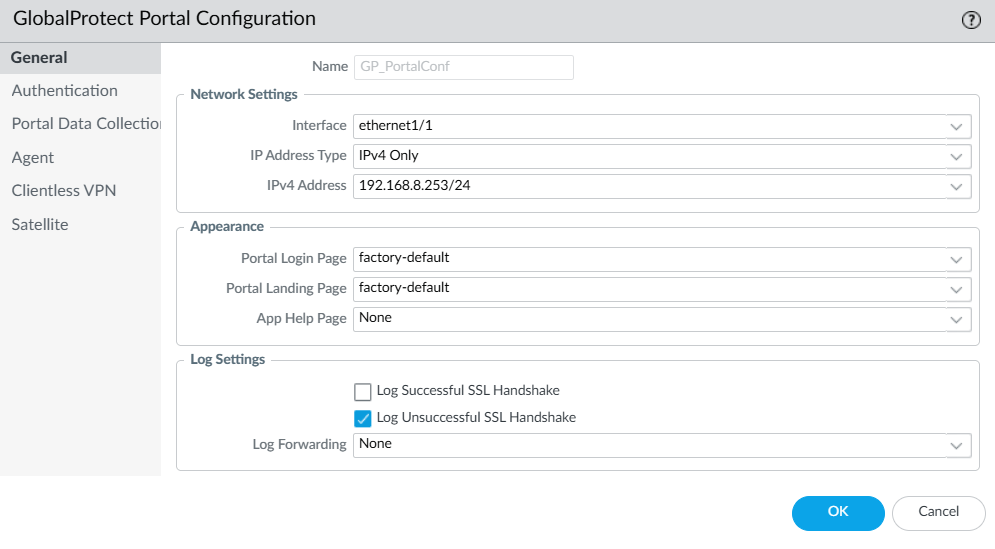 GlobalProtect Portal Configuration
?
General
Authentication
Portal Data Collection
Agent
Clientless VPN
Satellite
Name GP_PortalConf
Network Settings
Interface ethernet1/1
IP Address Type IPv4 Only
IPv4 Address 192.168.8.253/24
Appearance
Portal Login Page factory-default
Portal Landing Page factory-default
App Help Page None
Log Settings
Log Successful SSL Handshake
Log Unsuccessful SSL Handshake
Log Forwarding None
OK Cancel